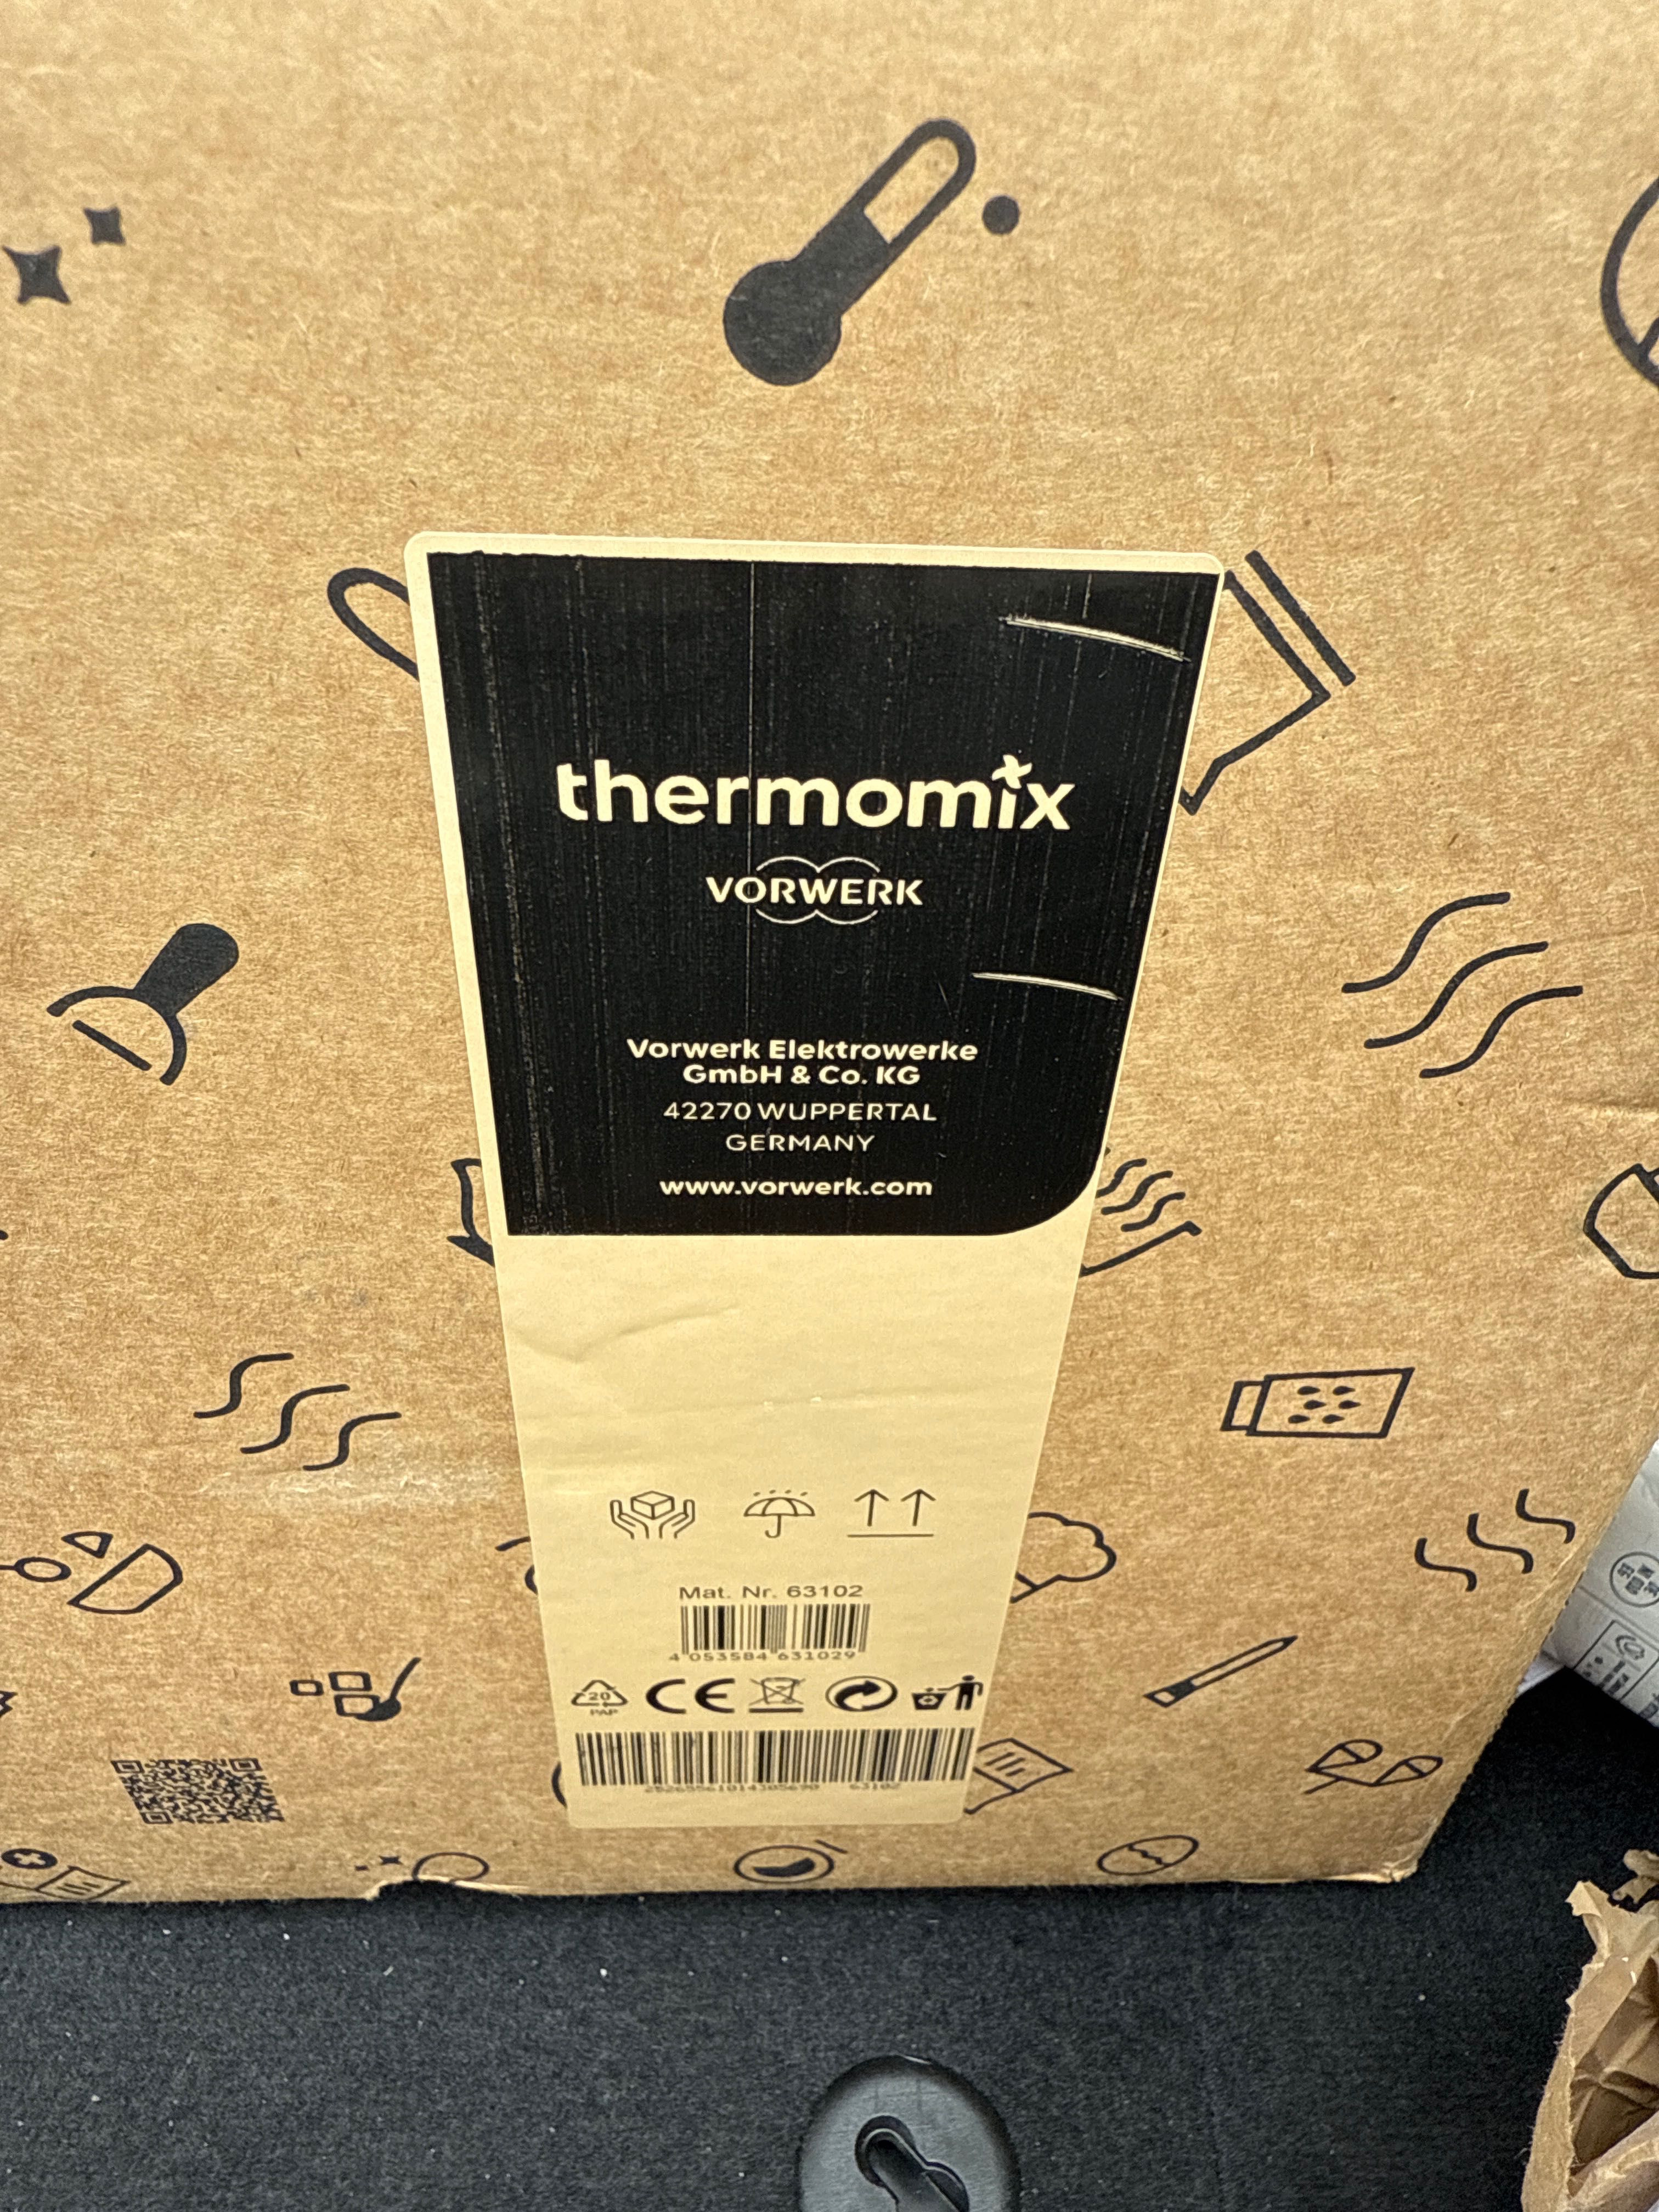 thermomix
VORWERK
Vorwerk Elektrowerke
GmbH & Co. KG
42270 WUPPERTAL
GERMANY
www.vorwerk.com
Mat. Nr. 63102
4 053584 631029
20
PAP
CE
63102